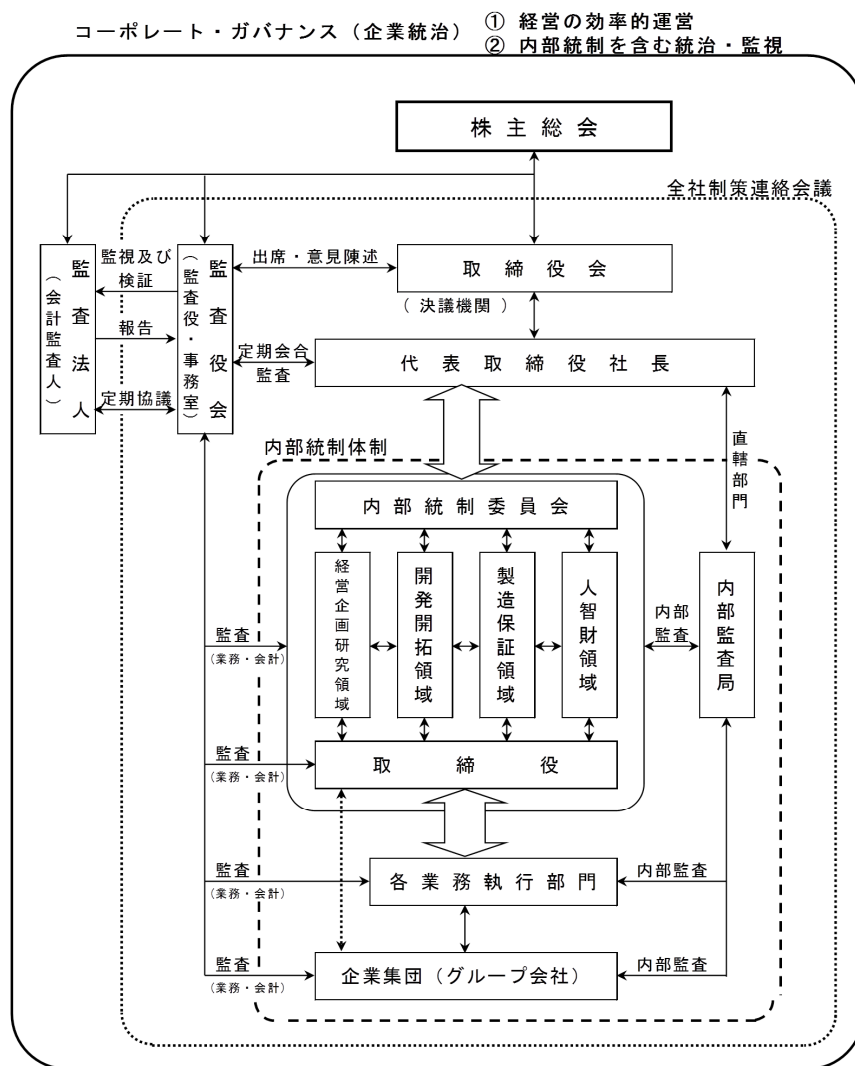 コーポレート・ガバナンス（企業統治）
① 経営の効率的運営
② 内部統制を含む統治・監視
株主総会
全社制策連絡会議
監査法人
（会計監査人）
監視及び
検証
報告
定期協議
監査役会
（監査役・事務室）
出席・意見陳述
取締役会
（決議機関）
定期会合
監査
代表取締役社長
直轄部門
内部統制体制
内部統制委員会
経営企画研究領域
開発開拓領域
製造保証領域
人智財領域
内部
監査
内部監査局
監査
（業務・会計）
取締役
監査
（業務・会計）
各業務執行部門
監査
（業務・会計）
内部監査
企業集団（グループ会社）
監査
（業務・会計）
内部監査